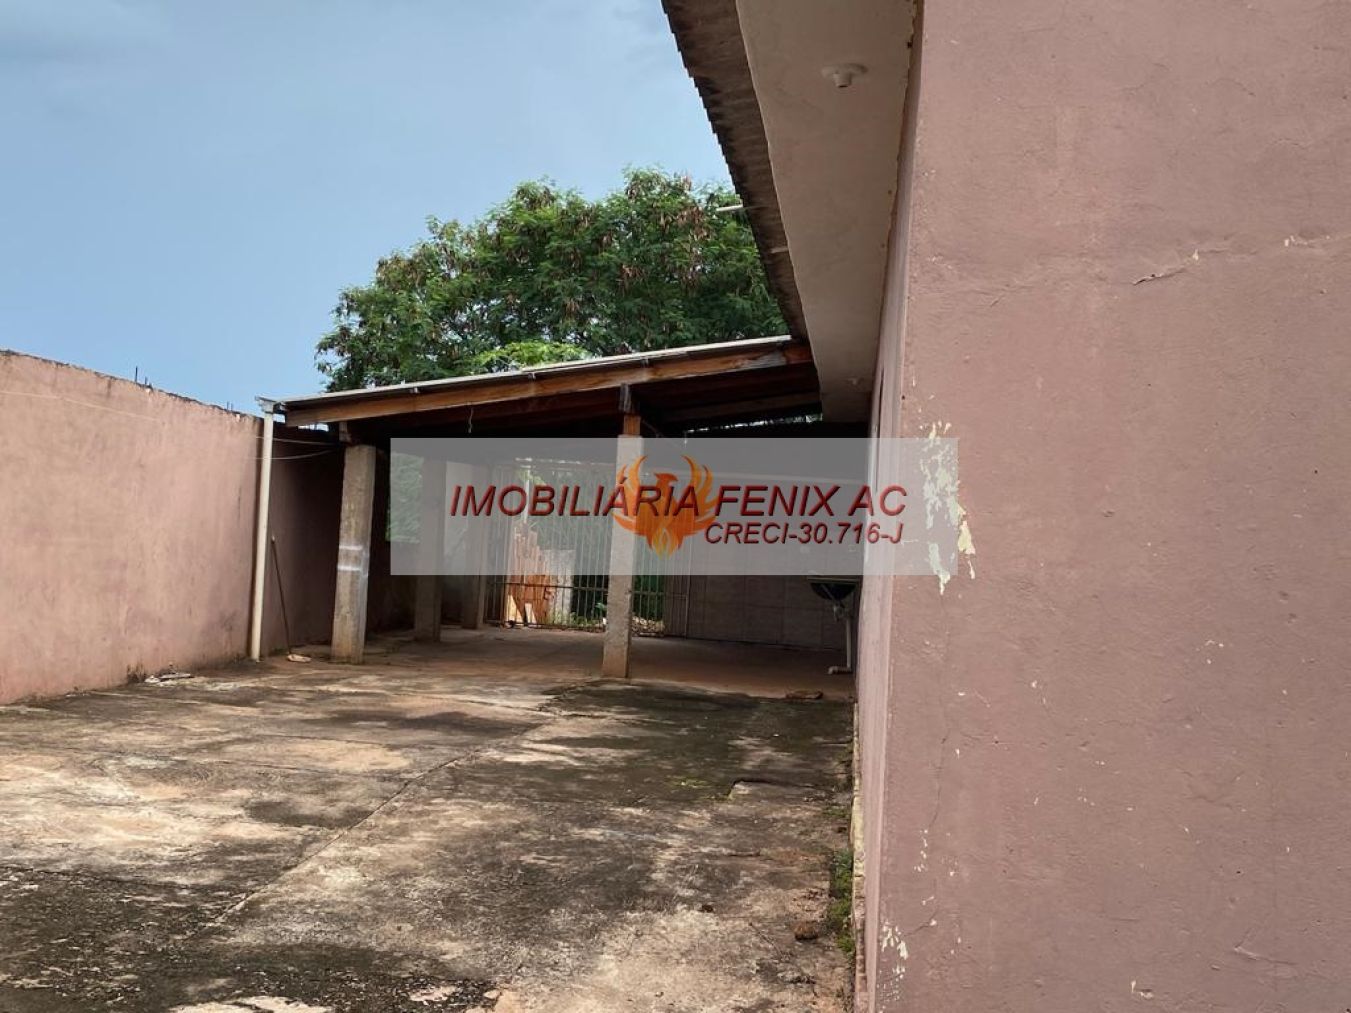 IMOBILIÁRIA FENIX AC
CRECI-30.716-J